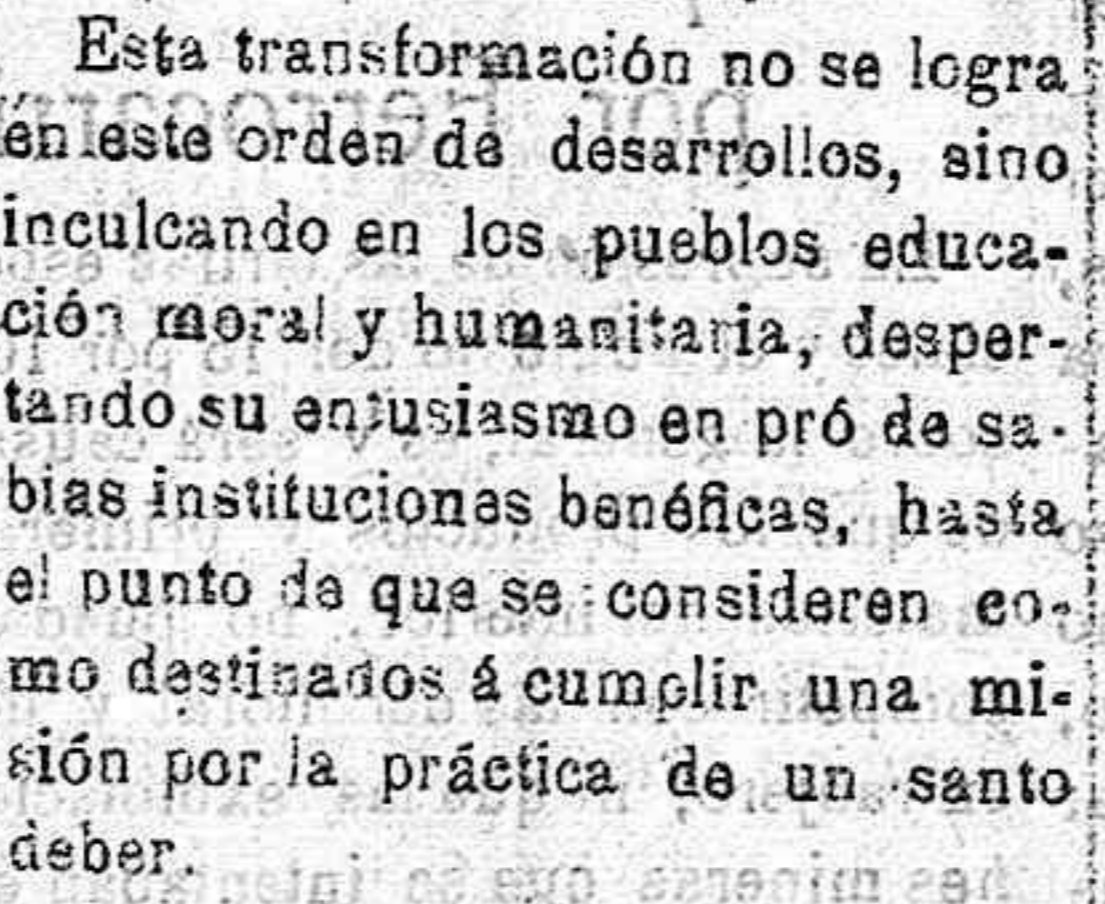 Esta transformación no se logra
en este orden de desarrollos, sino
inculcando en los pueblos educa-
ción moral y humanitaria, desper-
tando su entusiasmo en pró de sa-
bias instituciones benéficas, hasta
el punto de que se consideren co-
mo destinados á cumplir una mi-
sión por la práctica de un santo
deber.